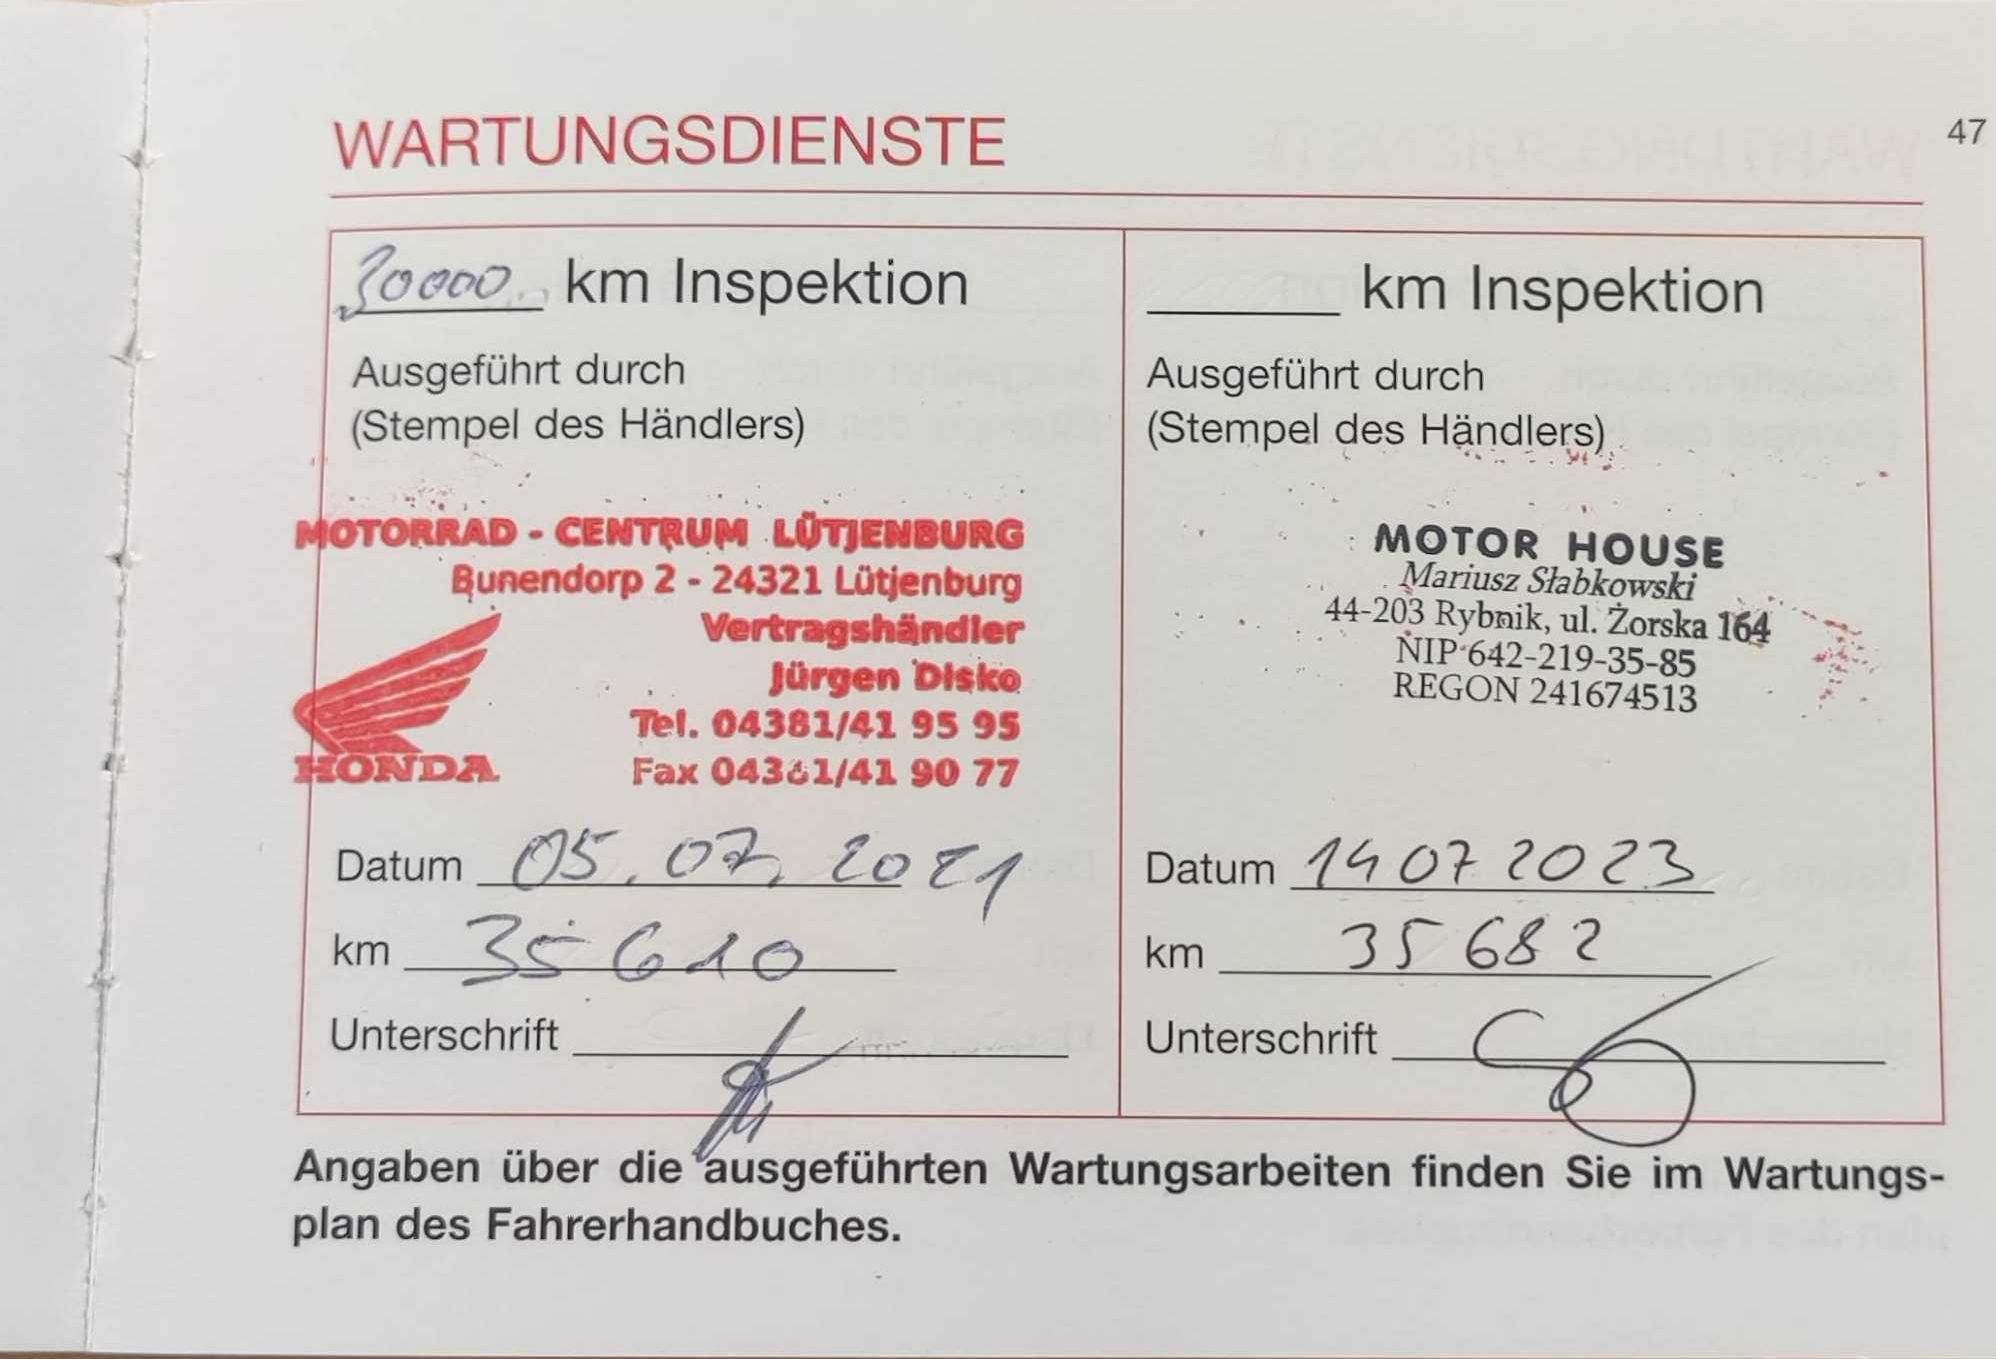 WARTUNGSDIENSTE
47
30000 km Inspektion
Ausgeführt durch
(Stempel des Händlers)
MOTORRAD - CENTRUM LÜTJENBURG
Bunendorp 2 - 24321 Lütjenburg
Vertragshändler
Jürgen Disko
Tel. 04381/41 95 95
Fax 04381/41 90 77
HONDA
Datum 05.07.2021
km 35610
Unterschrift
km Inspektion
Ausgeführt durch
(Stempel des Händlers)
MOTOR HOUSE
Mariusz Słabkowski
44-203 Rybnik, ul. Żorska 164
NIP 642-219-35-85
REGON 241674513
Datum 14 07 2023
km 35 682
Unterschrift
Angaben über die ausgeführten Wartungsarbeiten finden Sie im Wartungs-
plan des Fahrerhandbuches.